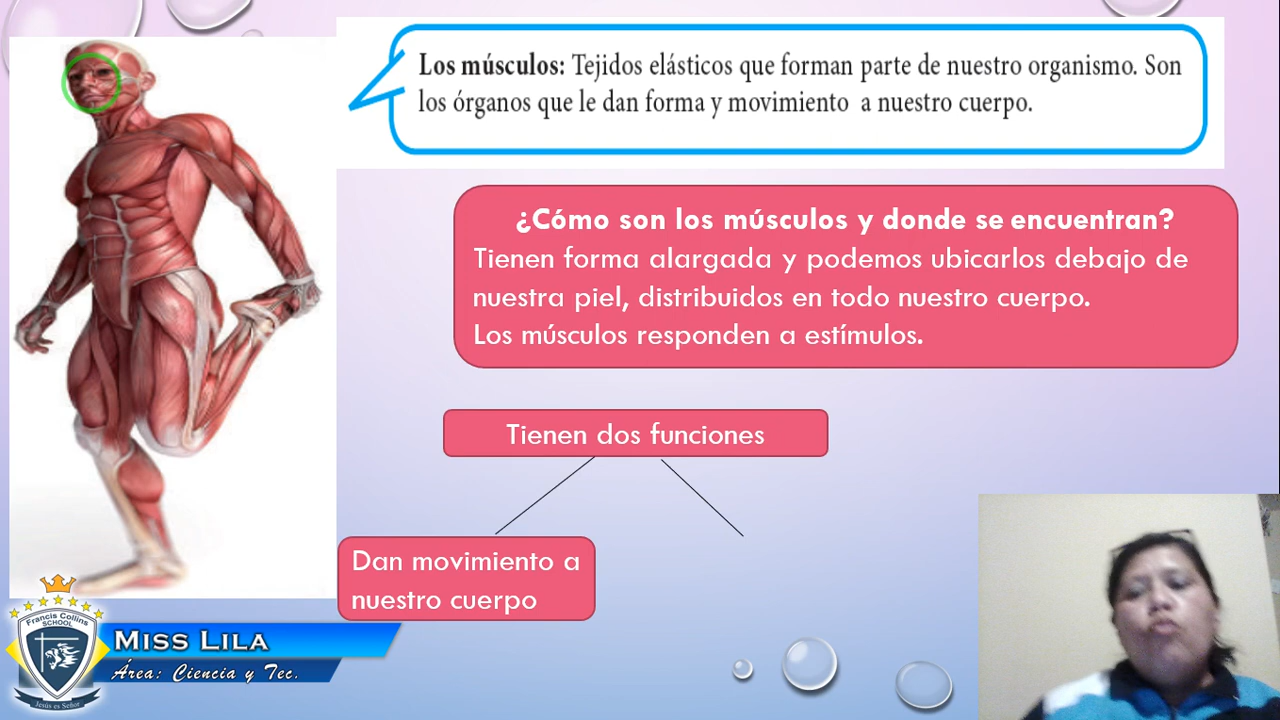 Los músculos: Tejidos elásticos que forman parte de nuestro organismo. Son
los órganos que le dan forma y movimiento a nuestro cuerpo.
¿Cómo son los músculos y donde se encuentran?
Tienen forma alargada y podemos ubicarlos debajo de
nuestra piel, distribuidos en todo nuestro cuerpo.
Los músculos responden a estímulos.
Tienen dos funciones
Dan movimiento a
nuestro cuerpo
Francis Collins
SCHOOL
Jesús es Señor
MISS LILA
Área: Ciencia y Tec.